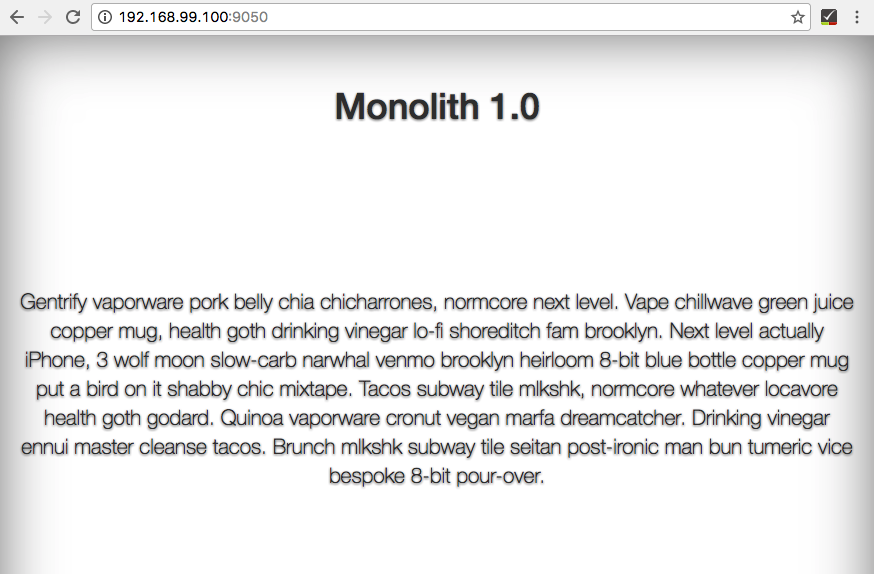 192.168.99.100:9050
Monolith 1.0
Gentrify vaporware pork belly chia chicharrones, normcore next level. Vape chillwave green juice
copper mug, health goth drinking vinegar lo-fi shoreditch fam brooklyn. Next level actually
iPhone, 3 wolf moon slow-carb narwhal venmo brooklyn heirloom 8-bit blue bottle copper mug
put a bird on it shabby chic mixtape. Tacos subway tile mlkshk, normcore whatever locavore
health goth godard. Quinoa vaporware cronut vegan marfa dreamcatcher. Drinking vinegar
ennui master cleanse tacos. Brunch mlkshk subway tile seitan post-ironic man bun tumeric vice
bespoke 8-bit pour-over.